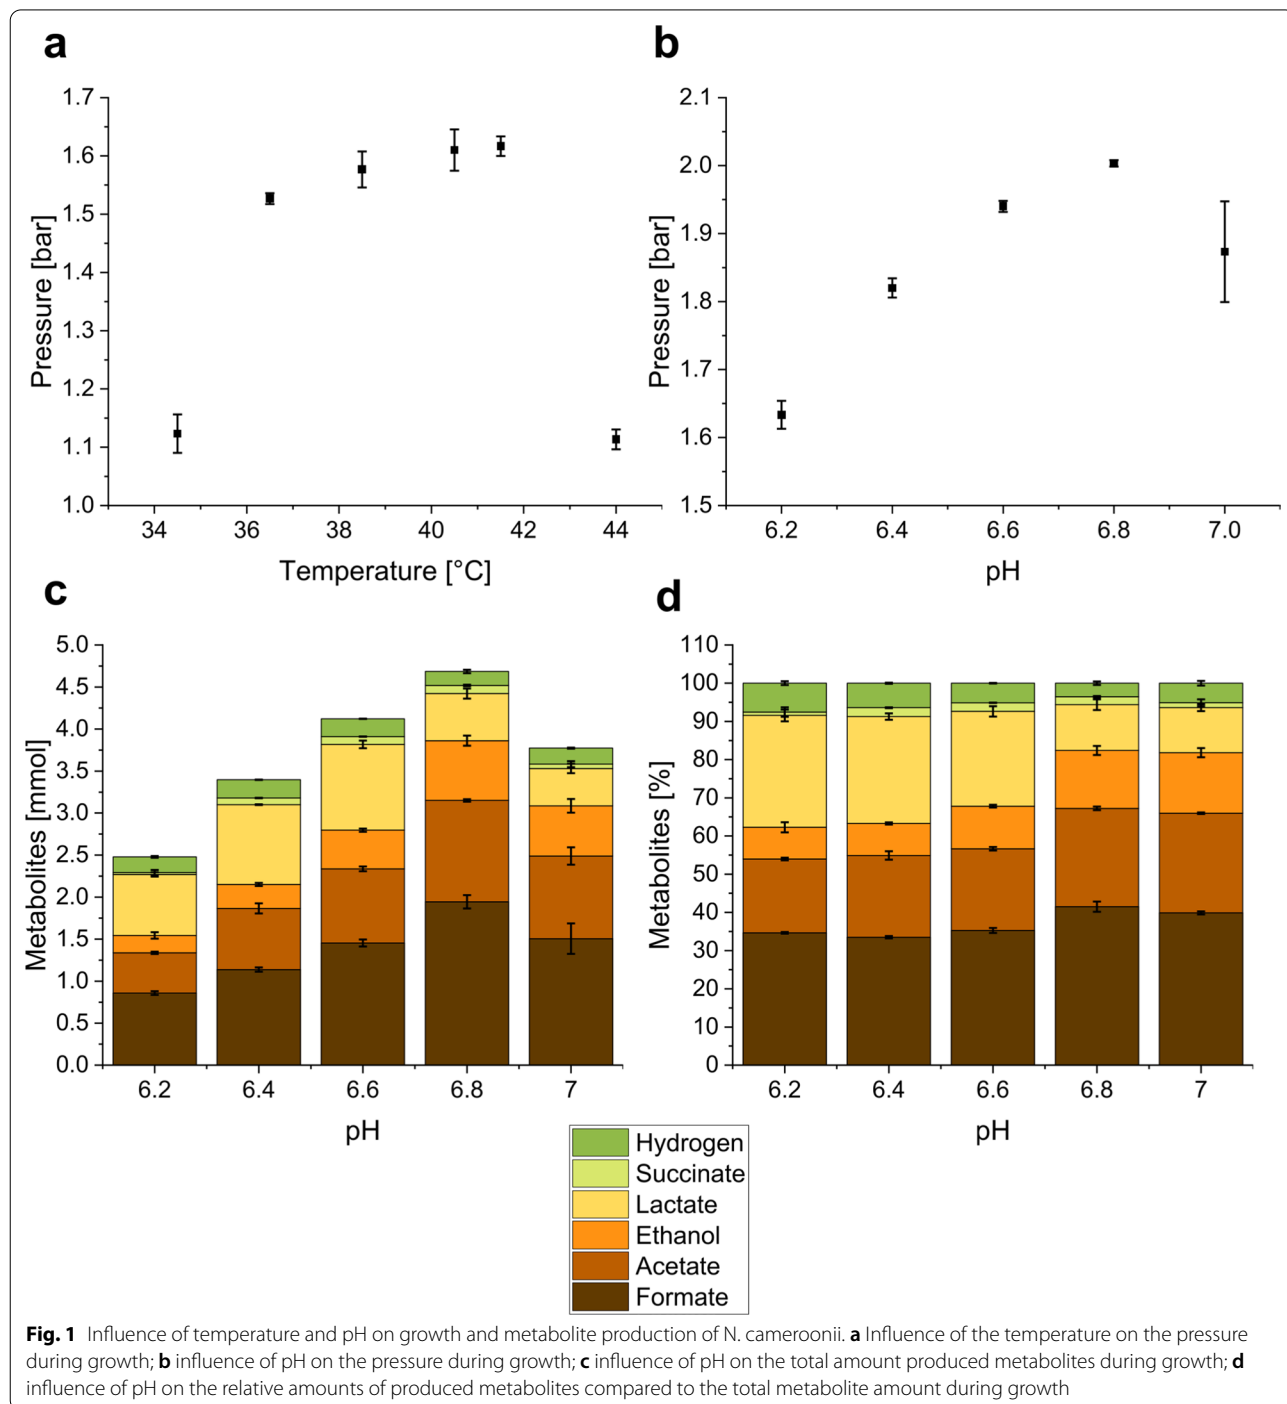 a
1.7
1.6
1.5
1.4
1.3
1.2
1.1
1.0
Pressure [bar]
34
36
38
40
42
44
Temperature [°C]
b
2.1
2.0
1.9
1.8
1.7
1.6
1.5
Pressure [bar]
6.2
6.4
6.6
6.8
7.0
pH
c
5.0
4.5
4.0
3.5
3.0
2.5
2.0
1.5
1.0
0.5
0.0
Metabolites [mmol]
6.2
6.4
6.6
6.8
7
pH
d
110
100
90
80
70
60
50
40
30
20
10
0
Metabolites [%]
6.2
6.4
6.6
6.8
7
pH
Hydrogen
Succinate
Lactate
Ethanol
Acetate
Formate
Fig. 1 Influence of temperature and pH on growth and metabolite production of N. cameroonii. a Influence of the temperature on the pressure
during growth; b influence of pH on the pressure during growth; c influence of pH on the total amount produced metabolites during growth; d
influence of pH on the relative amounts of produced metabolites compared to the total metabolite amount during growth